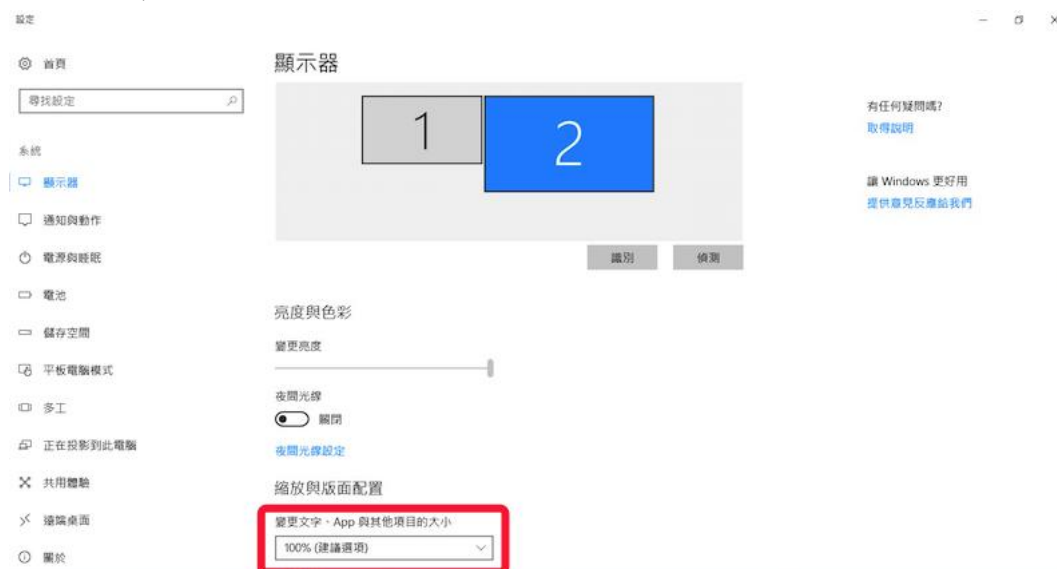 設定
首頁
尋找設定
系統
顯示器
通知與動作
電源與睡眠
電池
儲存空間
平板電腦模式
多工
正在投影到此電腦
共用體驗
遠端桌面
關於
顯示器
1
2
識別
偵測
亮度與色彩
變更亮度
夜間光線
關閉
夜間光線設定
縮放與版面配置
變更文字、App 與其他項目的大小
100% (建議選項)
有任何疑問嗎?
取得說明
讓 Windows 更好用
提供意見反應給我們